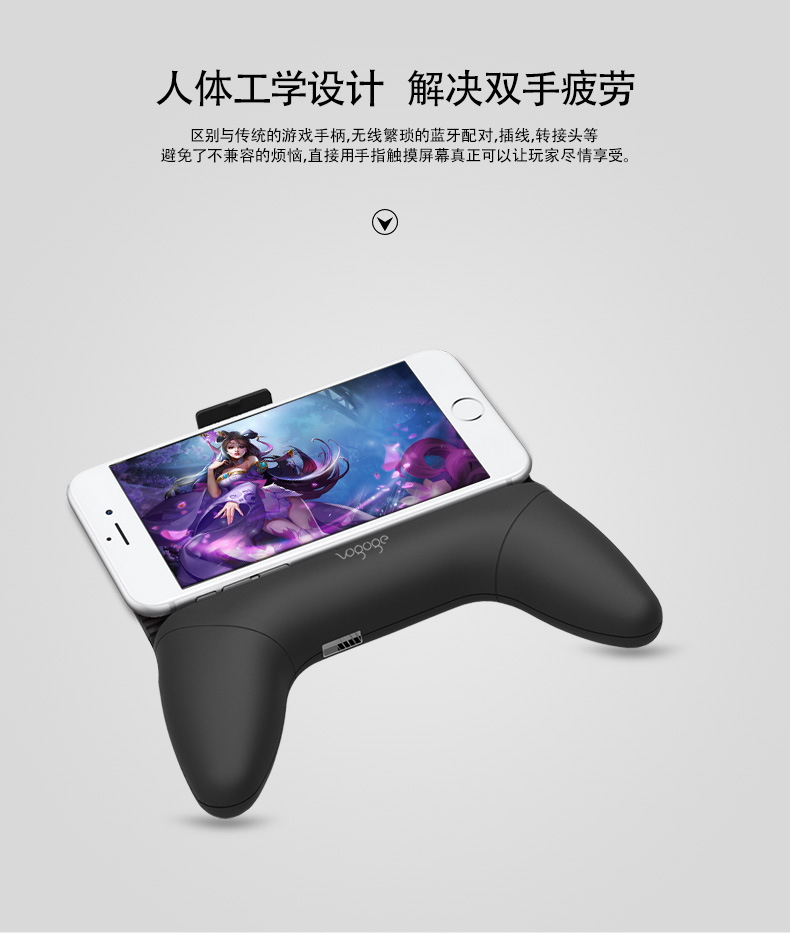 人体工学设计 解决双手疲劳
区别与传统的游戏手柄,无线繁琐的蓝牙配对,插线,转接头等
避免了不兼容的烦恼,直接用手指触摸屏幕真正可以让玩家尽情享受。
vogoge